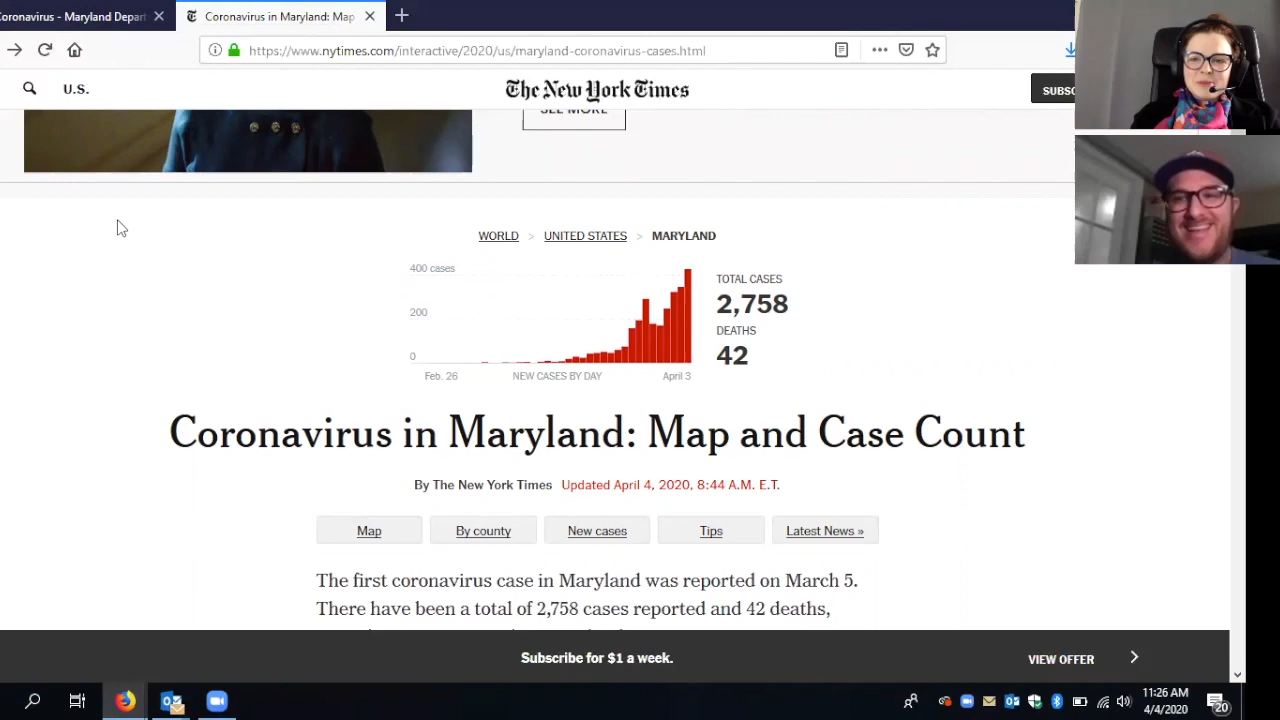 Coronavirus - Maryland Depart
Coronavirus in Maryland: Map
https://www.nytimes.com/interactive/2020/us/maryland-coronavirus-cases.html
U.S.
The New York Times
SUBSC
SEE MORE
WORLD > UNITED STATES > MARYLAND
400 cases
200
0
Feb. 26
NEW CASES BY DAY
April 3
TOTAL CASES
2,758
DEATHS
42
Coronavirus in Maryland: Map and Case Count
By The New York Times Updated April 4, 2020, 8:44 A.M. E.T.
Map
By county
New cases
Tips
Latest News »
The first coronavirus case in Maryland was reported on March 5.
There have been a total of 2,758 cases reported and 42 deaths,
Subscribe for $1 a week.
VIEW OFFER
11:26 AM
4/4/2020
20